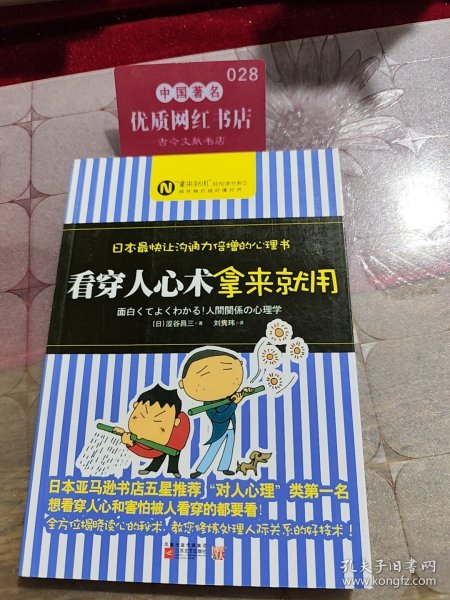 028
中国著名
优质网红书店
古今文献书店
N
日本最快让沟通力倍增的心理书
看穿人心术拿来就用
面白くてよくわかる!人間関係の心理学
〔日〕涩谷昌三·著 刘隽玮·译
日本亚马逊书店五星推荐,“对人心理”类第一名
想看穿人心和害怕被人看穿的都要看!
全方位揭晓读心的秘术,教您修炼处理人际关系的好技术!
孔夫子旧书网
www.kongfz.com